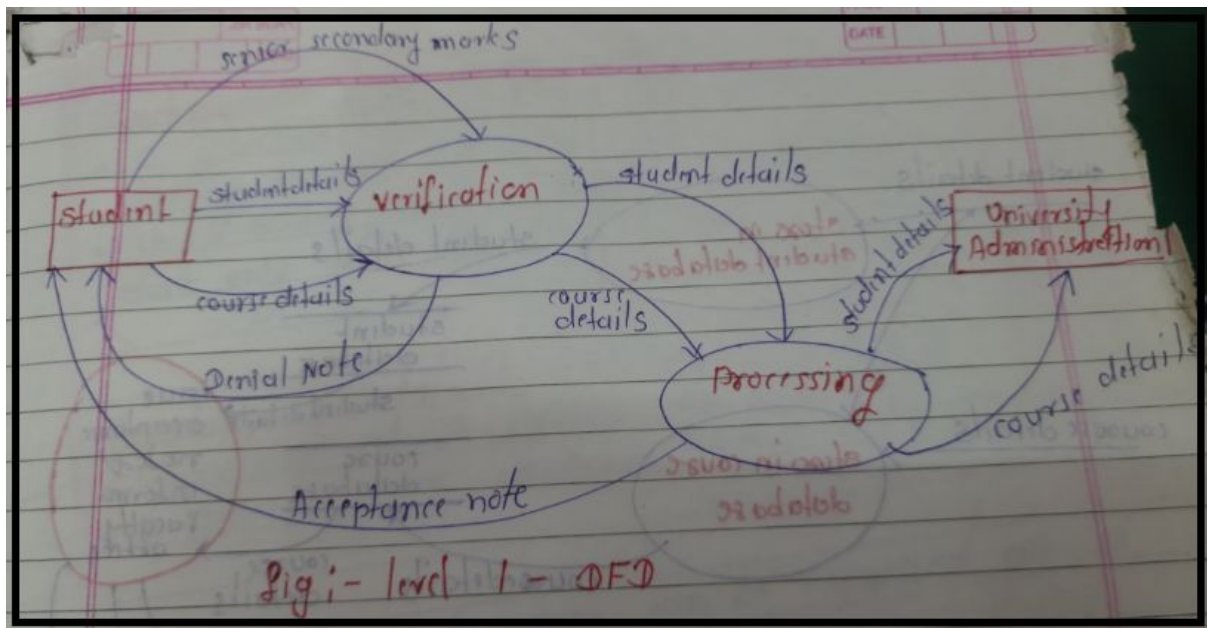 DATE
senior secondary marks
student
student details
verification
student details
University
Administration
course details
course
details
student details
Denial Note
Processing
course details
Acceptance note
fig:- level 1- DFD